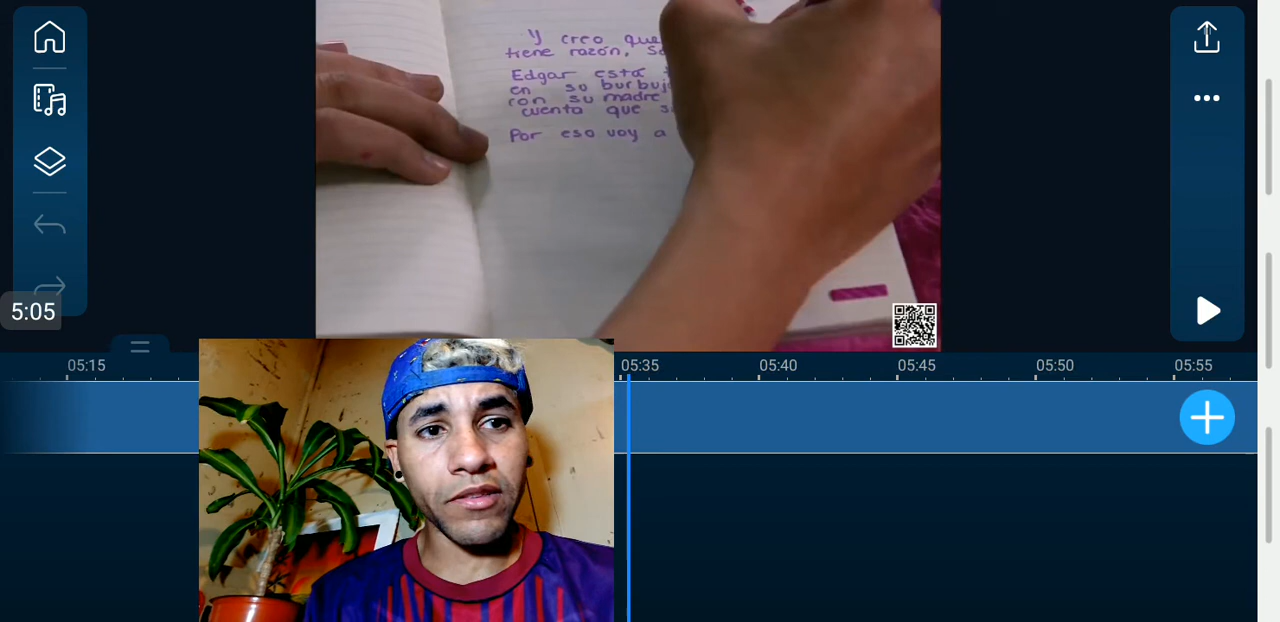 y creo que
tiene razón, s
Edgar está
en su burbuj
con su madre
cuenta que s
Por eso voy a
5:05
05:15
05:35
05:40
05:45
05:50
05:55